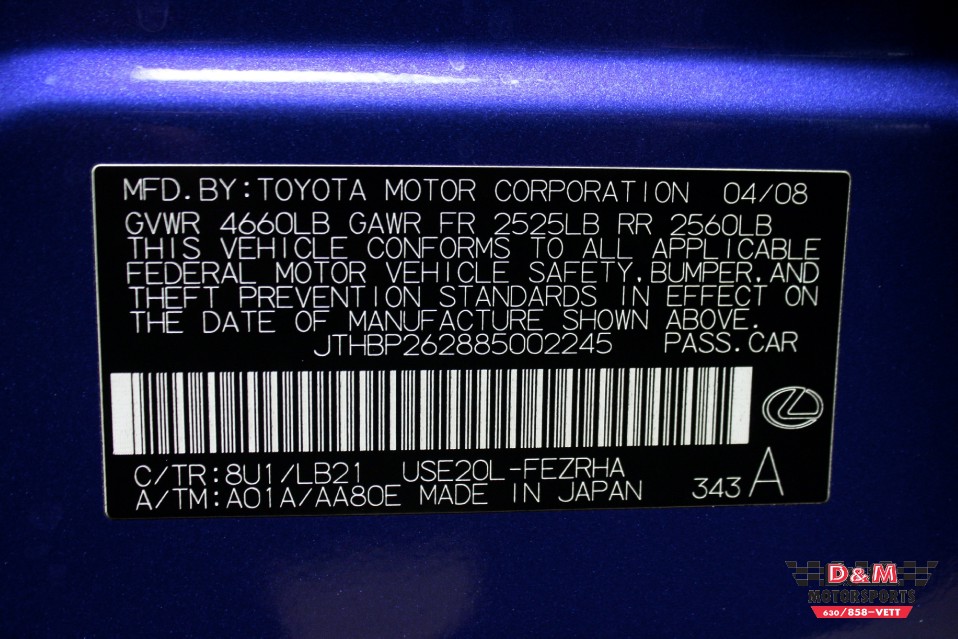 MFD.BY:TOYOTA MOTOR CORPORATION 04/08
GVWR 4660LB GAWR FR 2525LB RR 2560LB
THIS VEHICLE CONFORMS TO ALL APPLICABLE
FEDERAL MOTOR VEHICLE SAFETY,BUMPER,AND
THEFT PREVENTION STANDARDS IN EFFECT ON
THE DATE OF MANUFACTURE SHOWN ABOVE.
JTHBP262885002245 PASS.CAR
C/TR:8U1/LB21 USE20L-FEZRHA
A/TM:A01A/AA80E MADE IN JAPAN 343 A
D&M
MOTORSPORTS
630/858-VETT